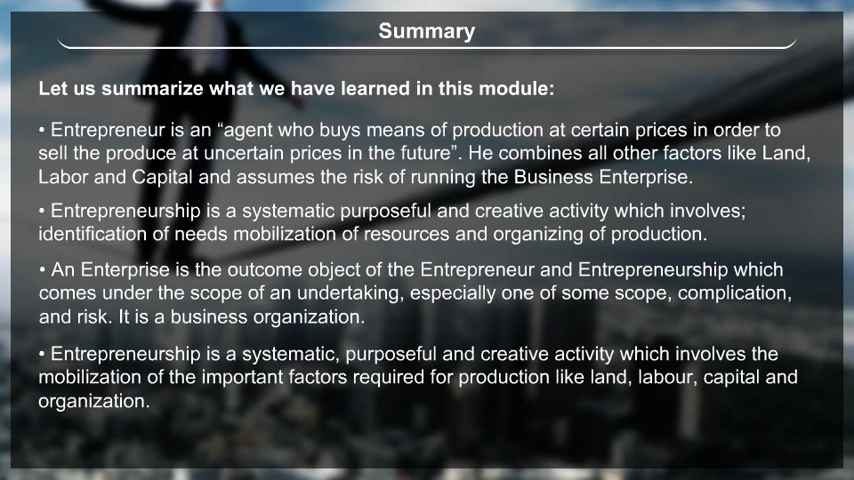 Summary
Let us summarize what we have learned in this module:
• Entrepreneur is an “agent who buys means of production at certain prices in order to
sell the produce at uncertain prices in the future”. He combines all other factors like Land,
Labor and Capital and assumes the risk of running the Business Enterprise.
• Entrepreneurship is a systematic purposeful and creative activity which involves;
identification of needs mobilization of resources and organizing of production.
• An Enterprise is the outcome object of the Entrepreneur and Entrepreneurship which
comes under the scope of an undertaking, especially one of some scope, complication,
and risk. It is a business organization.
• Entrepreneurship is a systematic, purposeful and creative activity which involves the
mobilization of the important factors required for production like land, labour, capital and
organization.